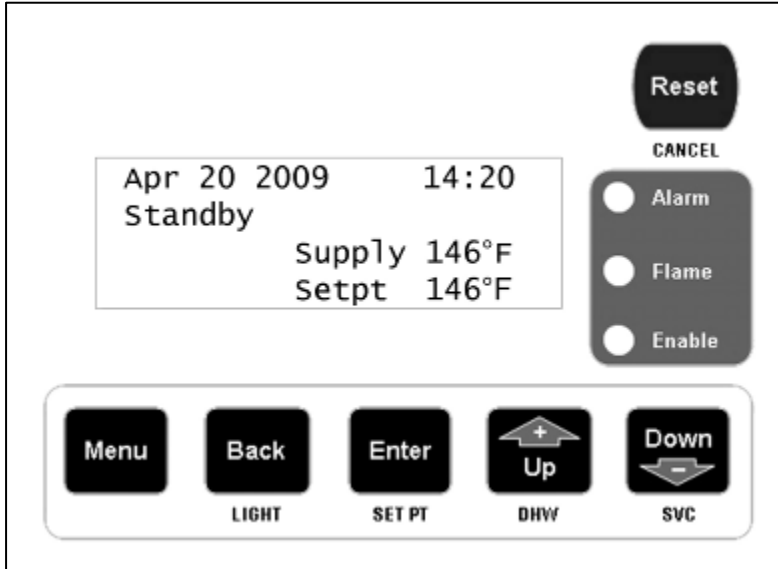 Reset
CANCEL
Apr 20 2009 14:20
Standby
Supply 146°F
Setpt 146°F
Alarm
Flame
Enable
Menu
Back
Enter
+
Up
Down
-
LIGHT
SET PT
DHW
SVC